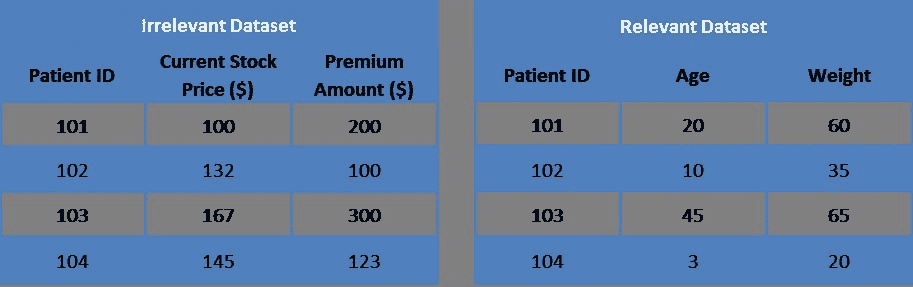 Irrelevant Dataset
Patient ID Current Stock Price ($) Premium Amount ($)
101 100 200
102 132 100
103 167 300
104 145 123
Relevant Dataset
Patient ID Age Weight
101 20 60
102 10 35
103 45 65
104 3 20